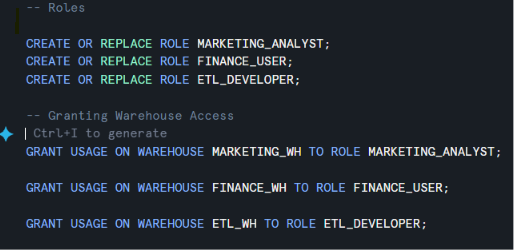 -- Roles
CREATE OR REPLACE ROLE MARKETING_ANALYST;
CREATE OR REPLACE ROLE FINANCE_USER;
CREATE OR REPLACE ROLE ETL_DEVELOPER;
-- Granting Warehouse Access
Ctrl+I to generate
GRANT USAGE ON WAREHOUSE MARKETING_WH TO ROLE MARKETING_ANALYST;
GRANT USAGE ON WAREHOUSE FINANCE_WH TO ROLE FINANCE_USER;
GRANT USAGE ON WAREHOUSE ETL_WH TO ROLE ETL_DEVELOPER;